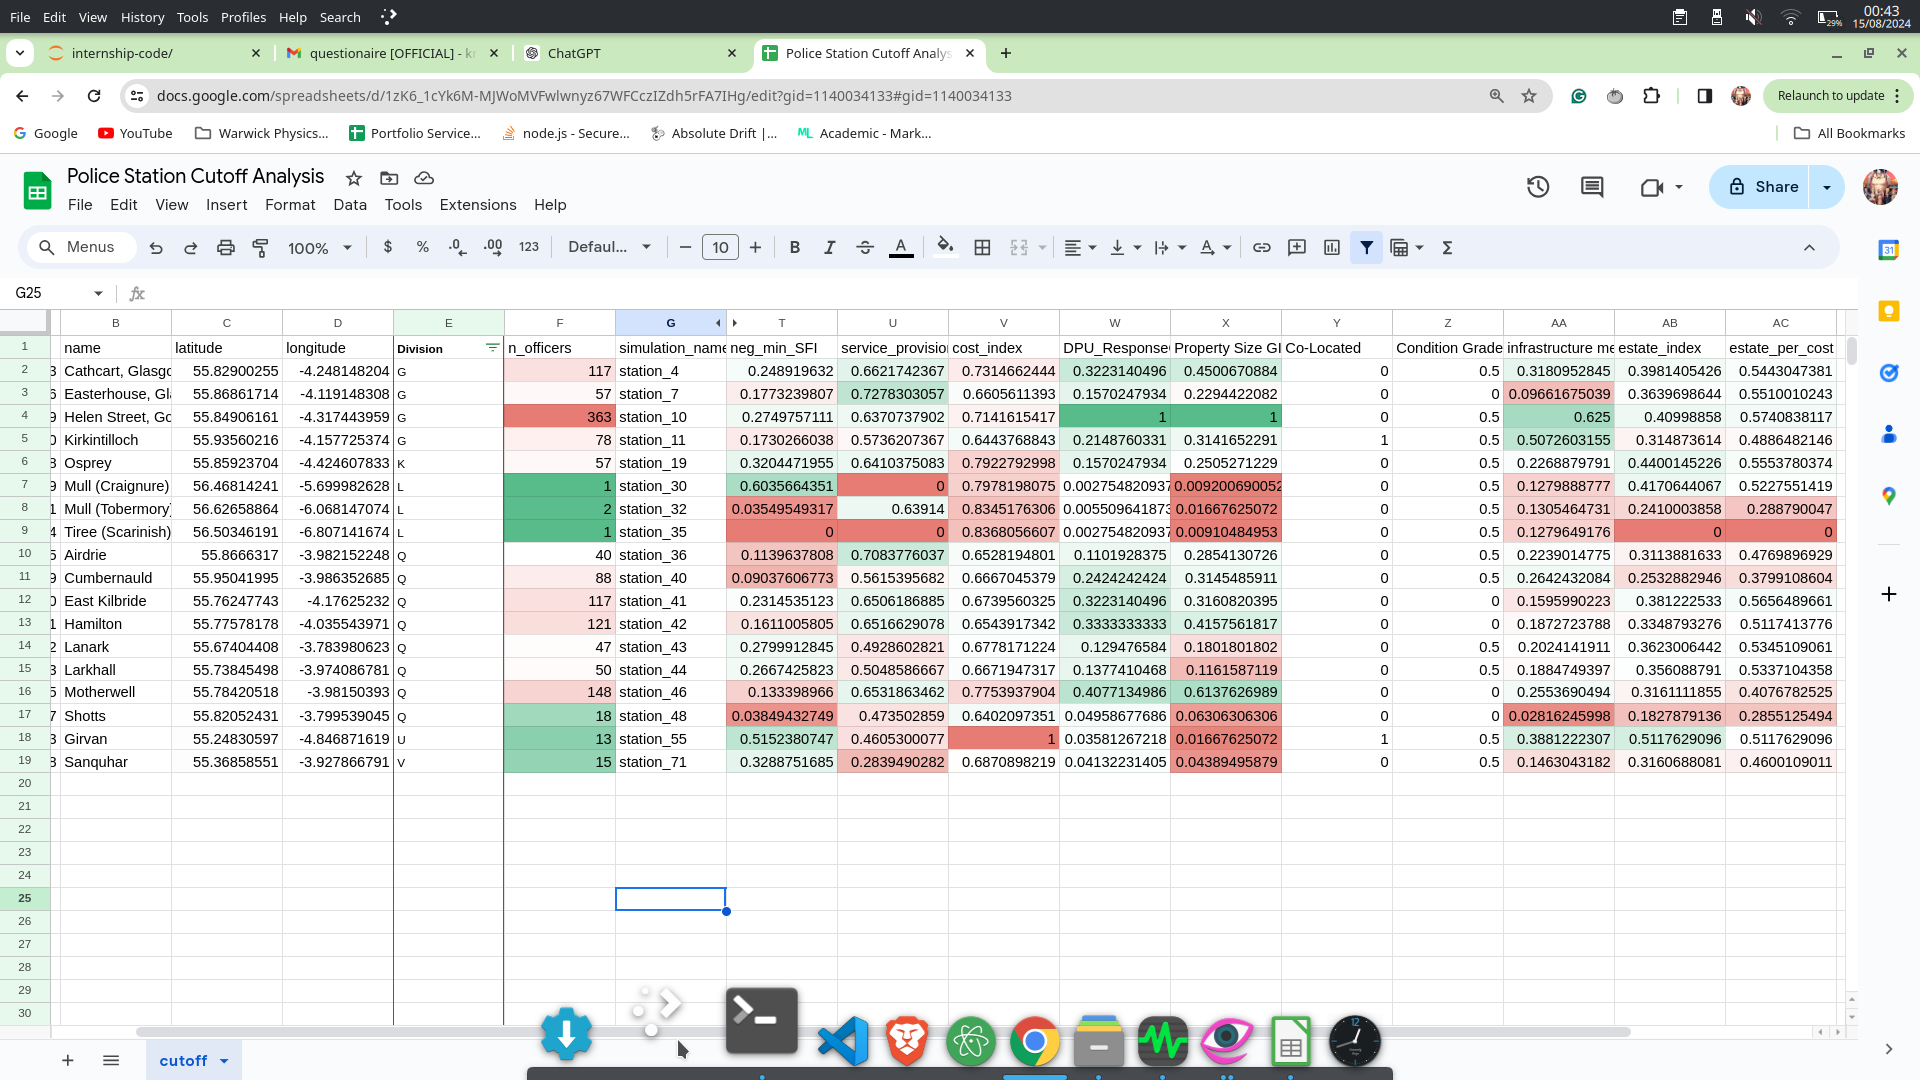 File Edit View History Tools Profiles Help Search
29%
00:43
15/08/2024
internship-code/
questionaire [OFFICIAL] - k
ChatGPT
Police Station Cutoff Analys
docs.google.com/spreadsheets/d/1zK6_1cYk6M-MJWoMVFwlwnyz67WFCczIZdh5rFA7IHg/edit?gid=1140034133#gid=1140034133
Relaunch to update
Google YouTube Warwick Physics... Portfolio Service... node.js - Secure... Absolute Drift |... Academic - Mark... All Bookmarks
Police Station Cutoff Analysis
File Edit View Insert Format Data Tools Extensions Help
Share
Menus 100% $ % .0 .00 123 Defaul... 10 B I S A
G25
B C D E F G T U V W X Y Z AA AB AC
1 name latitude longitude Division n_officers simulation_name neg_min_SFI service_provision cost_index DPU_Response Property Size GI Co-Located Condition Grade infrastructure me estate_index estate_per_cost
2 3 Cathcart, Glasgo 55.82900255 -4.248148204 G 117 station_4 0.248919632 0.6621742367 0.7314662444 0.3223140496 0.4500670884 0 0.5 0.3180952845 0.3981405426 0.5443047381
3 6 Easterhouse, Gl 55.86861714 -4.119148308 G 57 station_7 0.1773239807 0.7278303057 0.6605611393 0.1570247934 0.2294422082 0 0 0.09661675039 0.3639698644 0.5510010243
4 9 Helen Street, Go 55.84906161 -4.317443959 G 363 station_10 0.2749757111 0.6370737902 0.7141615417 1 1 0 0.5 0.625 0.40998858 0.5740838117
5 0 Kirkintilloch 55.93560216 -4.157725374 G 78 station_11 0.1730266038 0.5736207367 0.6443768843 0.2148760331 0.3141652291 1 0.5 0.5072603155 0.314873614 0.4886482146
6 8 Osprey 55.85923704 -4.424607833 K 57 station_19 0.3204471955 0.6410375083 0.7922792998 0.1570247934 0.2505271229 0 0.5 0.2268879791 0.4400145226 0.5553780374
7 9 Mull (Craignure) 56.46814241 -5.699982628 L 1 station_30 0.6035664351 0 0.7978198075 0.002754820937 0.009200690052 0 0.5 0.1279888777 0.4170644067 0.5227551419
8 1 Mull (Tobermory) 56.62658864 -6.068147074 L 2 station_32 0.03549549317 0.63914 0.8345176306 0.005509641873 0.01667625072 0 0.5 0.1305464731 0.2410003858 0.288790047
9 4 Tiree (Scarinish) 56.50346191 -6.807141674 L 1 station_35 0 0 0.8368056607 0.002754820937 0.00910484953 0 0.5 0.1279649176 0 0
10 5 Airdrie 55.8666317 -3.982152248 Q 40 station_36 0.1139637808 0.7083776037 0.6528194801 0.1101928375 0.2854130726 0 0.5 0.2239014775 0.3113881633 0.4769896929
11 9 Cumbernauld 55.95041995 -3.986352685 Q 88 station_40 0.09037606773 0.5615395682 0.6667045379 0.2424242424 0.3145485911 0 0.5 0.2642432084 0.2532882946 0.3799108604
12 0 East Kilbride 55.76247743 -4.17625232 Q 117 station_41 0.2314535123 0.6506186885 0.6739560325 0.3223140496 0.3160820395 0 0 0.1595990223 0.381222533 0.5656489661
13 1 Hamilton 55.77578178 -4.035543971 Q 121 station_42 0.1611005805 0.6516629078 0.6543917342 0.3333333333 0.4157561817 0 0 0.1872723788 0.3348793276 0.5117413776
14 2 Lanark 55.67404408 -3.783980623 Q 47 station_43 0.2799912845 0.4928602821 0.6778171224 0.129476584 0.1801801802 0 0.5 0.2024141911 0.3623006442 0.5345109061
15 3 Larkhall 55.73845498 -3.974086781 Q 50 station_44 0.2667425823 0.5048586667 0.6671947317 0.1377410468 0.1161587119 0 0.5 0.1884749397 0.356088791 0.5337104358
16 5 Motherwell 55.78420518 -3.98150393 Q 148 station_46 0.133398966 0.6531863462 0.7753937904 0.4077134986 0.6137626989 0 0 0.2553690494 0.3161111855 0.4076782525
17 7 Shotts 55.82052431 -3.799539045 Q 18 station_48 0.03849432749 0.473502859 0.6402097351 0.04958677686 0.06306306306 0 0 0.02816245998 0.1827879136 0.2855125494
18 3 Girvan 55.24830597 -4.846871619 U 13 station_55 0.5152380747 0.4605300077 1 0.03581267218 0.01667625072 1 0.5 0.3881222307 0.5117629096 0.5117629096
19 8 Sanquhar 55.36858551 -3.927866791 V 15 station_71 0.3288751685 0.2839490282 0.6870898219 0.04132231405 0.04389495879 0 0.5 0.1463043182 0.3160688081 0.4600109011
20
21
22
23
24
25
26
27
28
29
30
cutoff
12